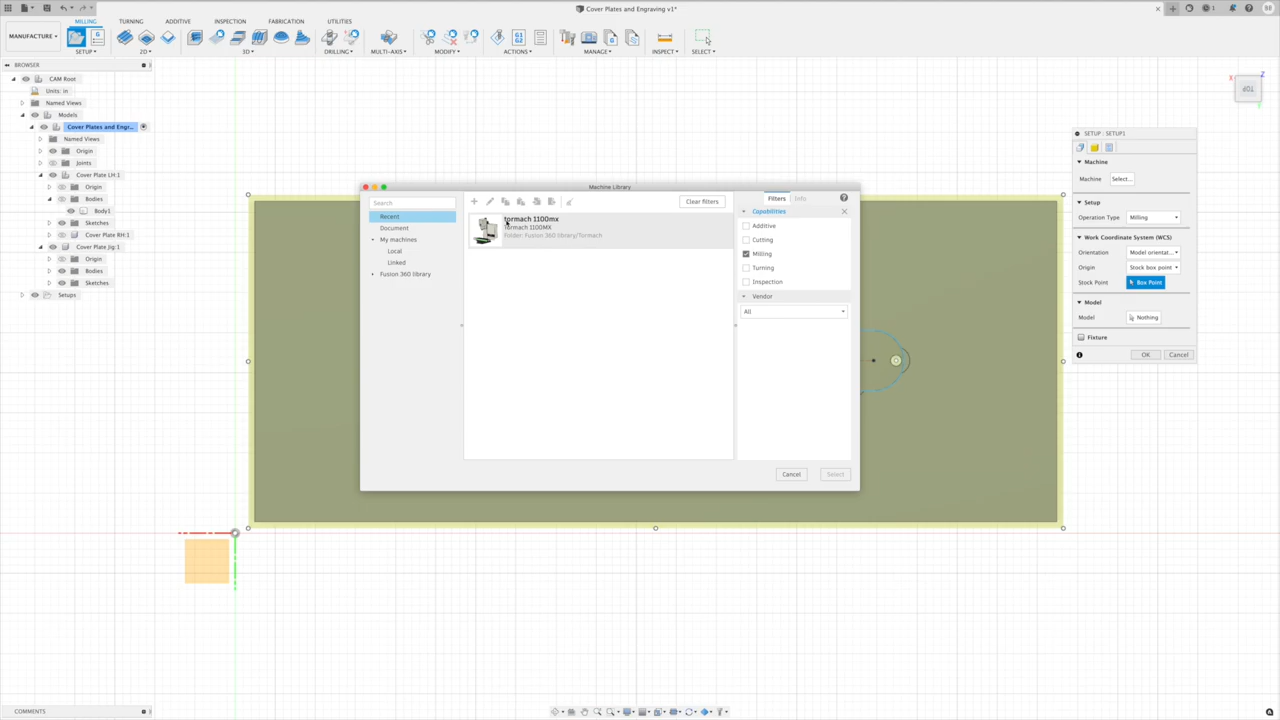 Cover Plates and Engraving v1*
1
BB
MILLING
TURNING
ADDITIVE
INSPECTION
FABRICATION
UTILITIES
MANUFACTURE
SETUP
2D
3D
DRILLING
MULTI-AXIS
MODIFY
ACTIONS
MANAGE
INSPECT
SELECT
BROWSER
CAM Root
Units: in
Named Views
Models
Cover Plates and Engr...
Named Views
Origin
Joints
Cover Plate LH:1
Origin
Bodies
Body1
Sketches
Cover Plate RH:1
Cover Plate Jig:1
Origin
Bodies
Sketches
Setups
X
Z
TOP
SETUP : SETUP1
Machine
Machine
Select...
Setup
Operation Type
Milling
Work Coordinate System (WCS)
Orientation
Model orientat...
Origin
Stock box point
Stock Point
Box Point
Model
Model
Nothing
Fixture
OK
Cancel
Machine Library
Search
Recent
Document
My machines
Local
Linked
Fusion 360 library
Clear filters
Tormach 1100mx
Tormach 1100MX
Folder: Fusion 360 library/Tormach
Filters
Info
Capabilities
Additive
Cutting
Milling
Turning
Inspection
Vendor
All
Cancel
Select
COMMENTS